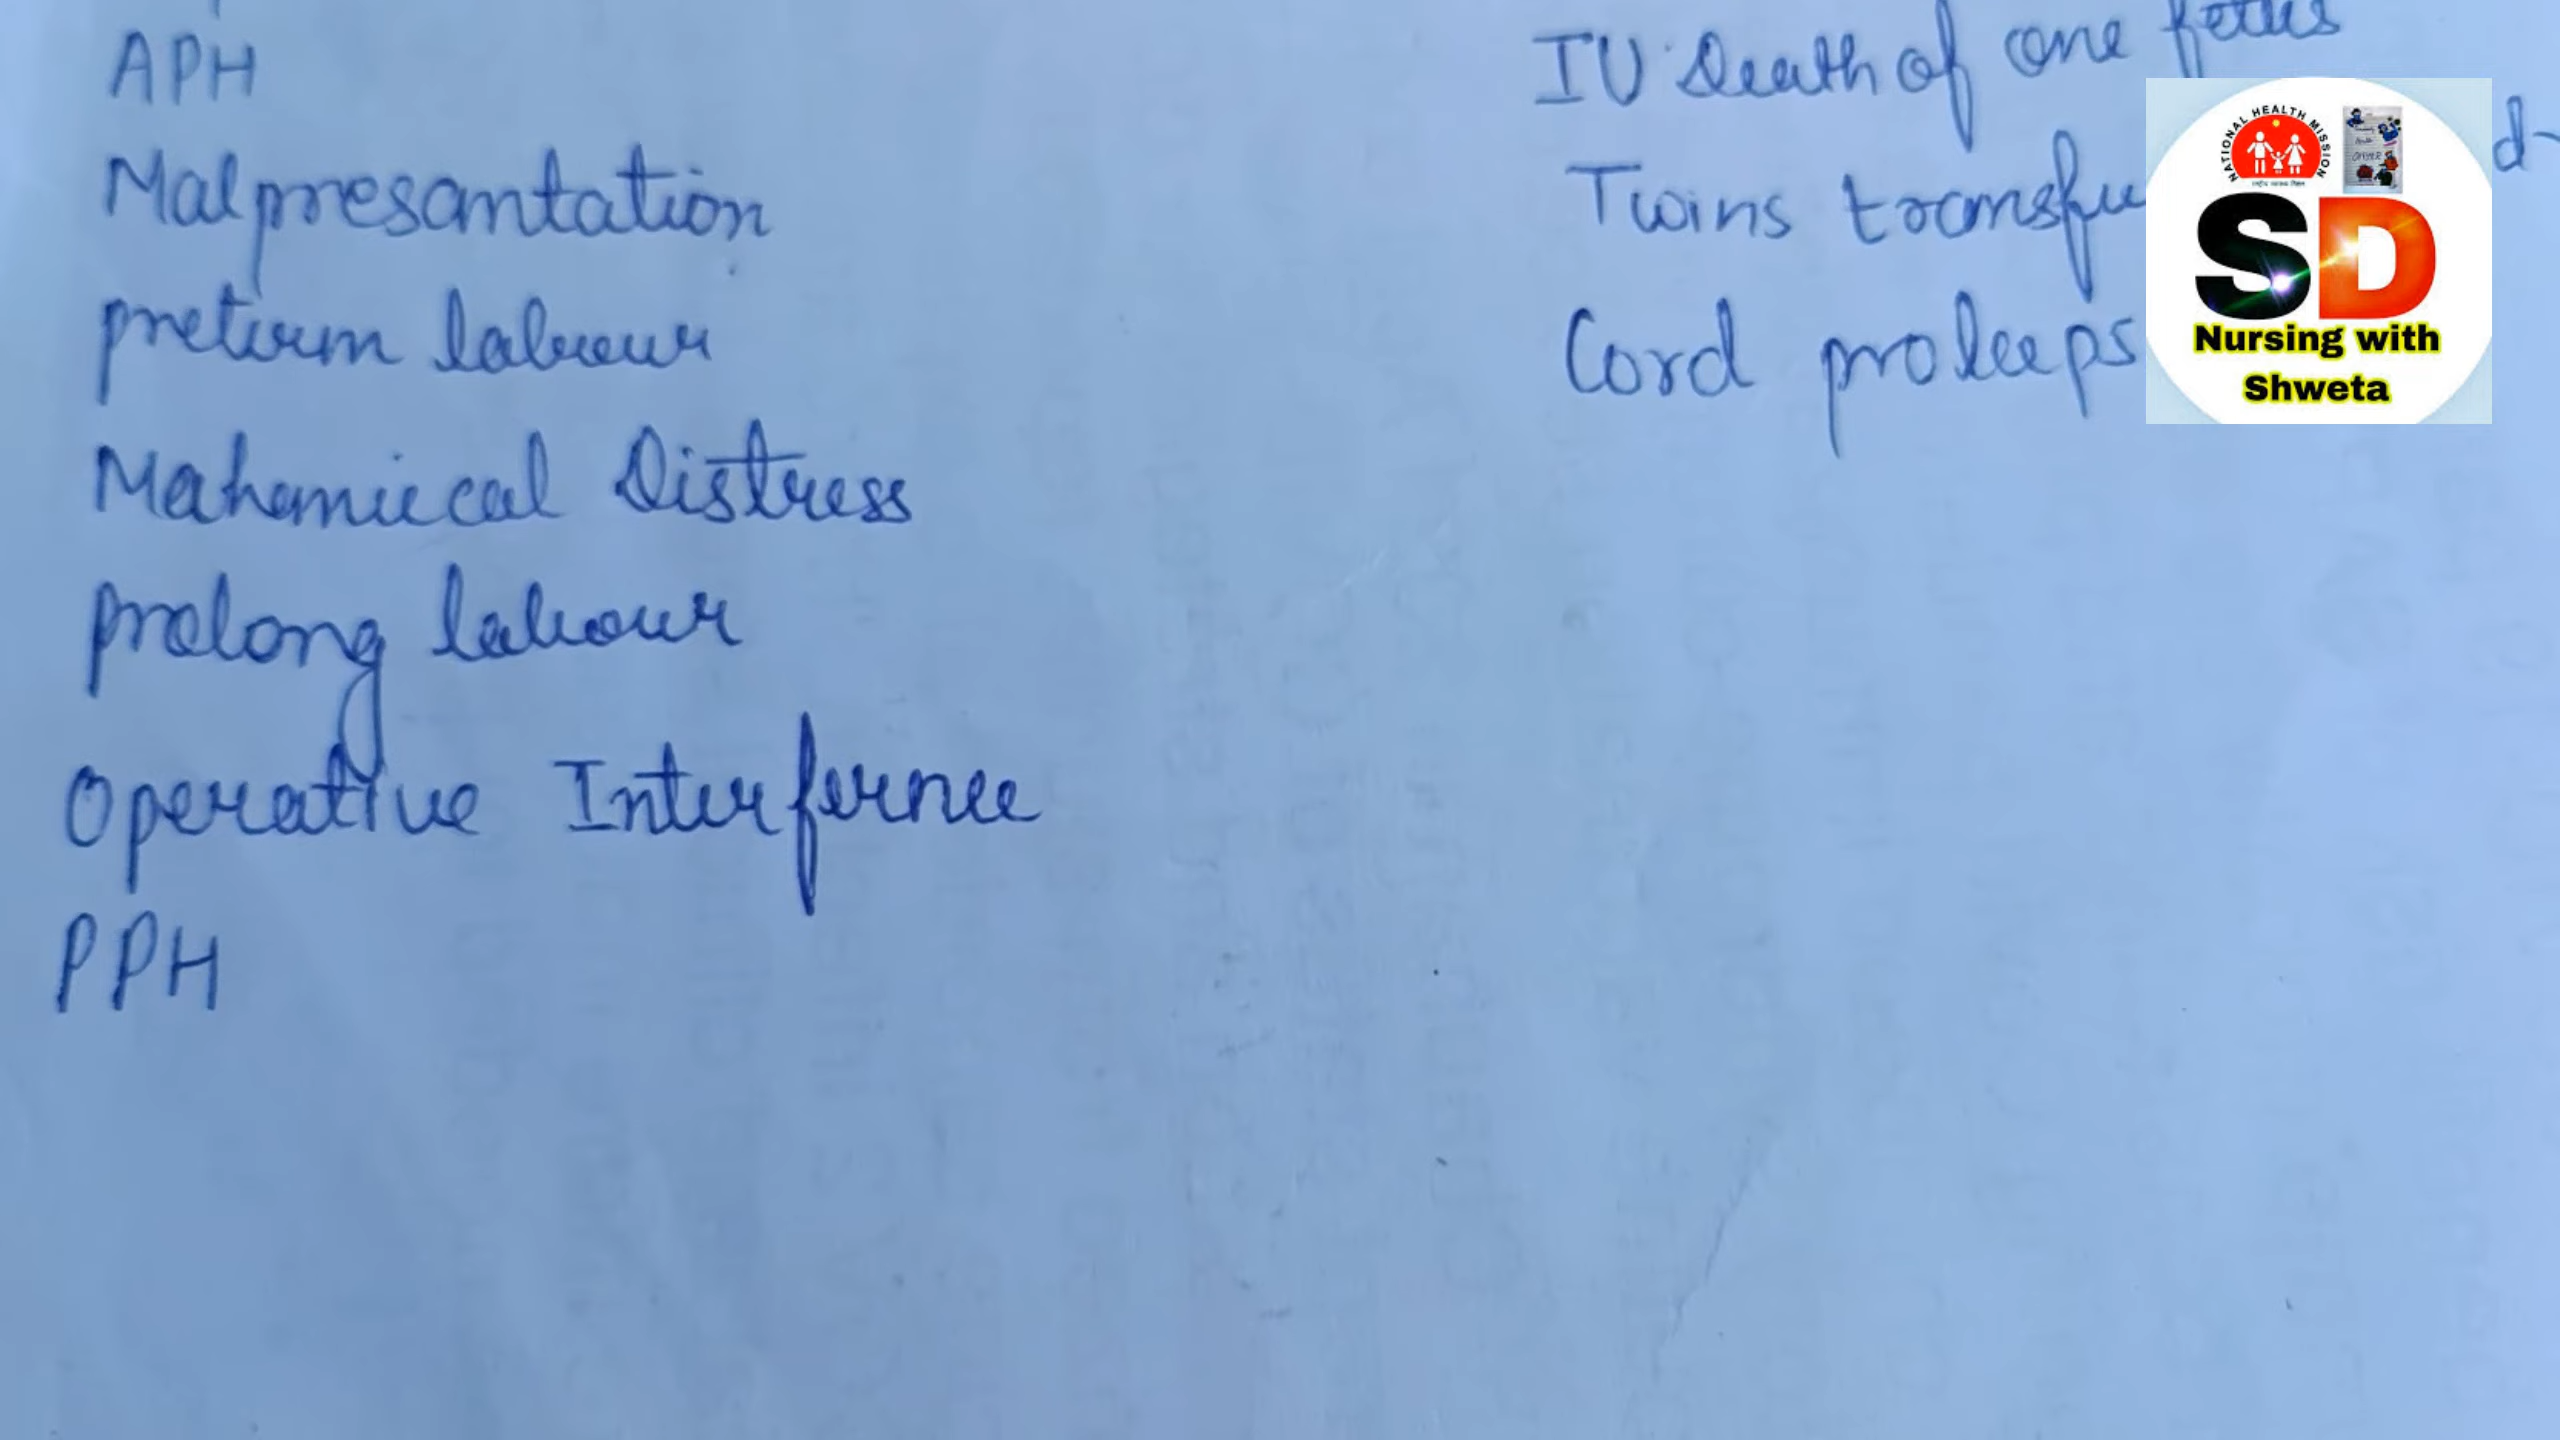 APH
Malpresantation
preterm labour
Mahemical Distress
prolong labour
Operative Interfernce
PPH
IU Death of one fetus
Twins transfu
Cord proleeps
NATIONAL HEALTH MISSION
SD
Nursing with
Shweta